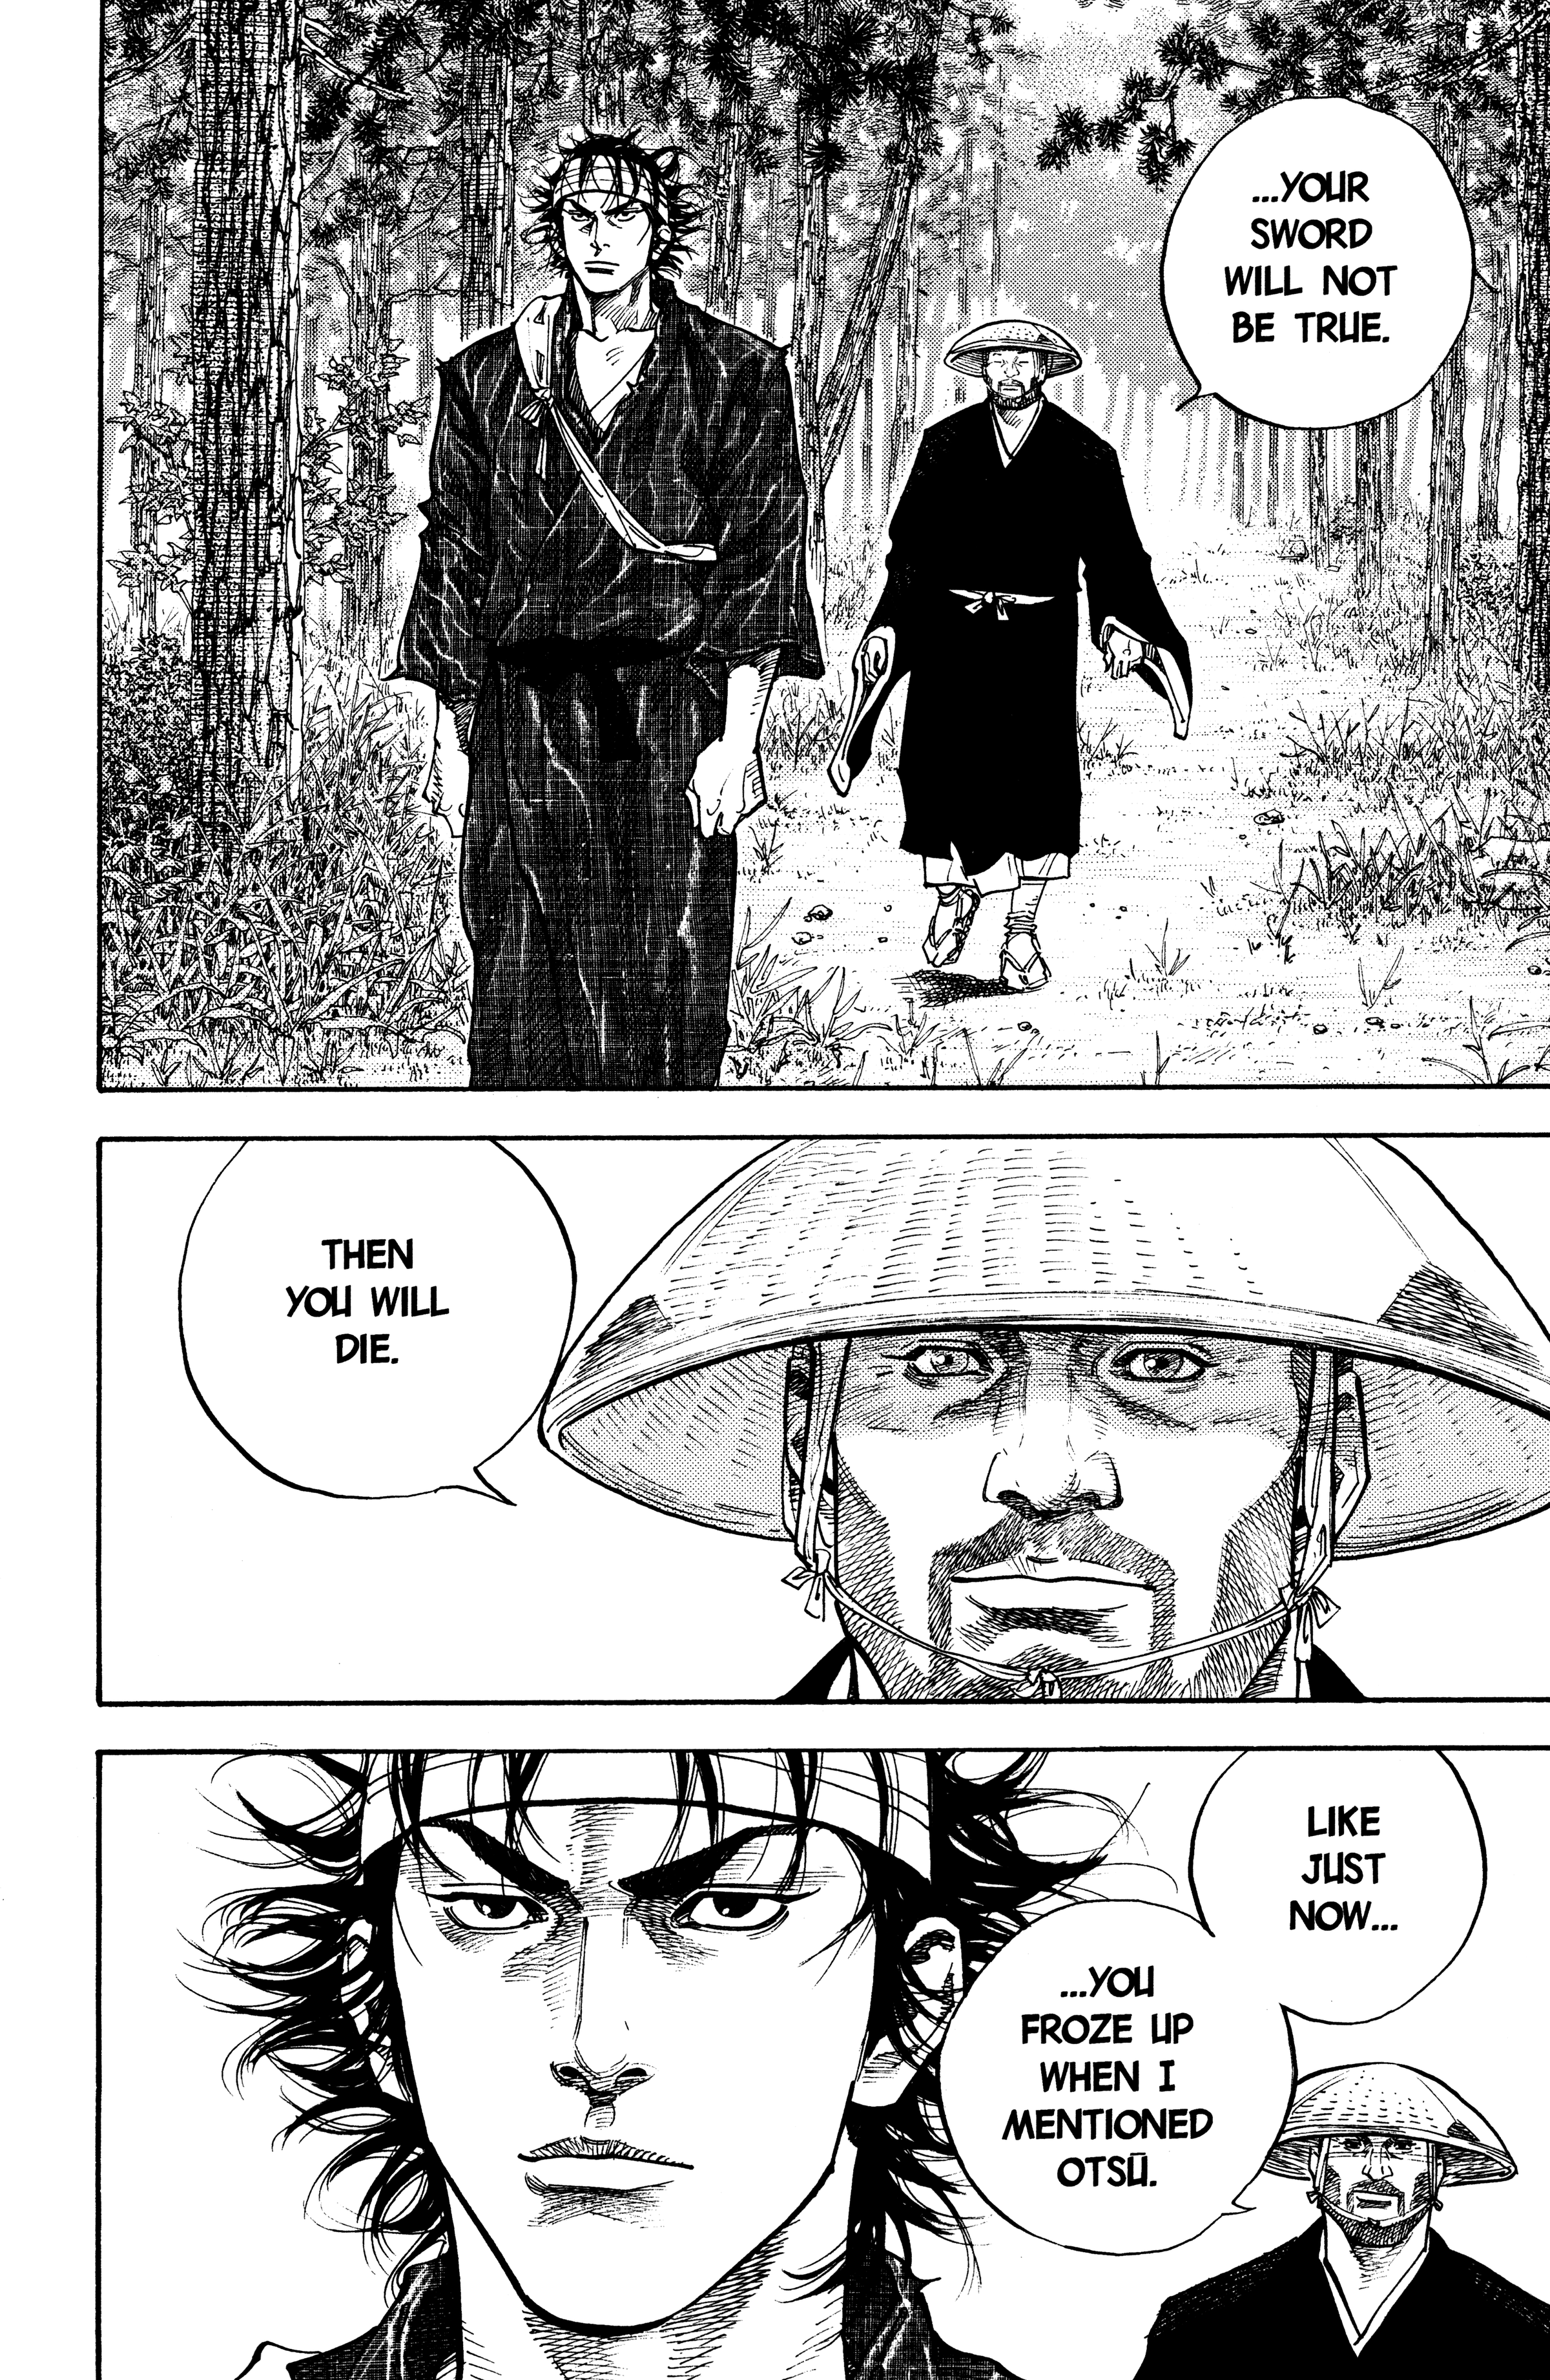 ...YOUR
SWORD
WILL NOT
BE TRUE.
THEN
YOU WILL
DIE.
LIKE
JUST
NOW...
...YOU
FROZE UP
WHEN I
MENTIONED
OTSŪ.